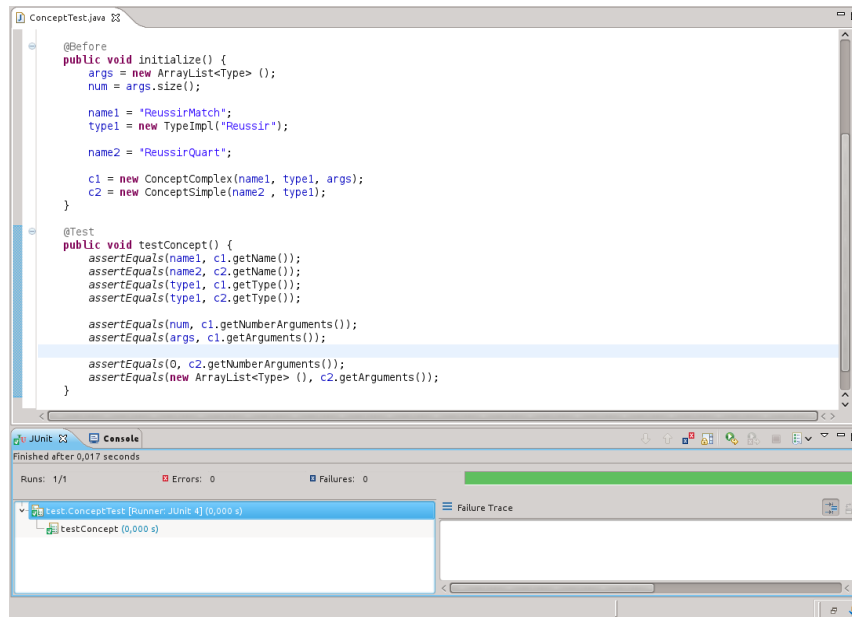 ConceptTest.java
@Before
public void initialize() {
args = new ArrayList<Type> ();
num = args.size();
name1 = "ReussirMatch";
type1 = new TypeImpl("Reussir");
name2 = "ReussirQuart";
c1 = new ConceptComplex(name1, type1, args);
c2 = new ConceptSimple(name2 , type1);
}
@Test
public void testConcept() {
assertEquals(name1, c1.getName());
assertEquals(name2, c2.getName());
assertEquals(type1, c1.getType());
assertEquals(type1, c2.getType());
assertEquals(num, c1.getNumberArguments());
assertEquals(args, c1.getArguments());
assertEquals(0, c2.getNumberArguments());
assertEquals(new ArrayList<Type> (), c2.getArguments());
}
JUnit Console
Finished after 0,017 seconds
Runs: 1/1 Errors: 0 Failures: 0
test.ConceptTest [Runner: JUnit 4] (0,000 s)
Failure Trace
testConcept (0,000 s)